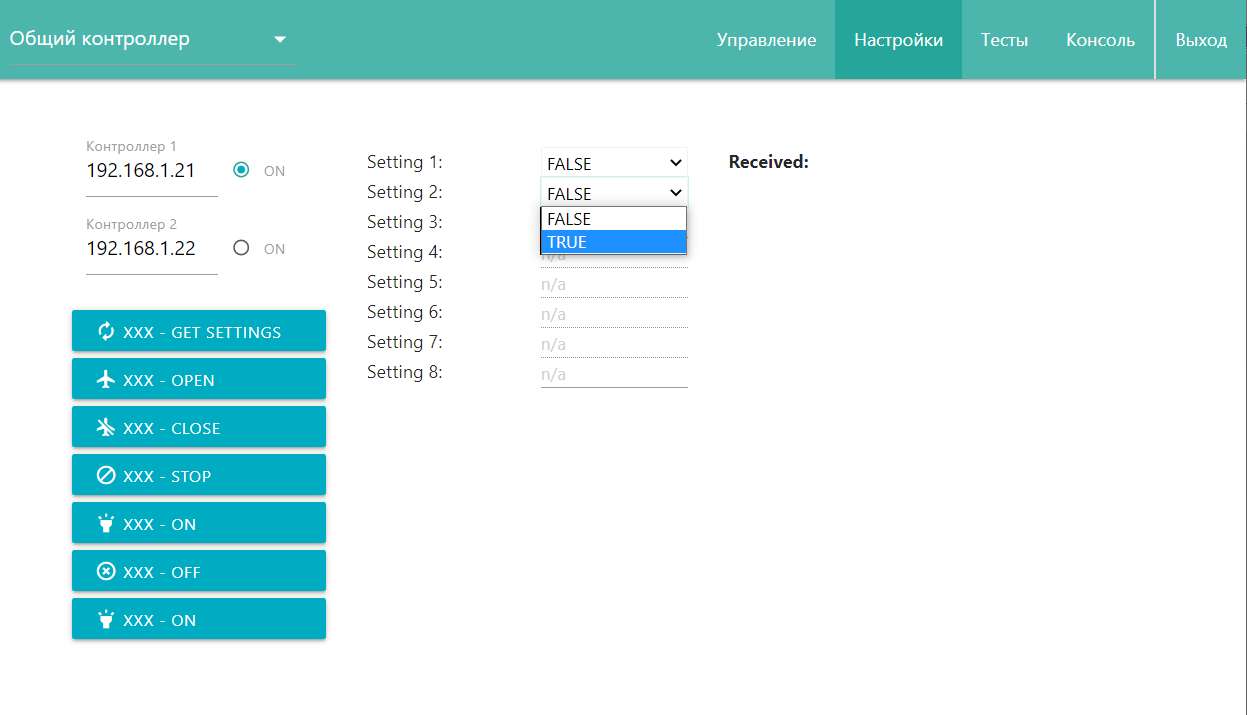 Общий контроллер
Управление
Настройки
Тесты
Консоль
Выход
Контроллер 1
192.168.1.21
ON
Контроллер 2
192.168.1.22
ON
XXX - GET SETTINGS
XXX - OPEN
XXX - CLOSE
XXX - STOP
XXX - ON
XXX - OFF
XXX - ON
Setting 1:
FALSE
Setting 2:
FALSE
FALSE
TRUE
Setting 3:
Setting 4:
n/a
Setting 5:
n/a
Setting 6:
n/a
Setting 7:
n/a
Setting 8:
n/a
Received: